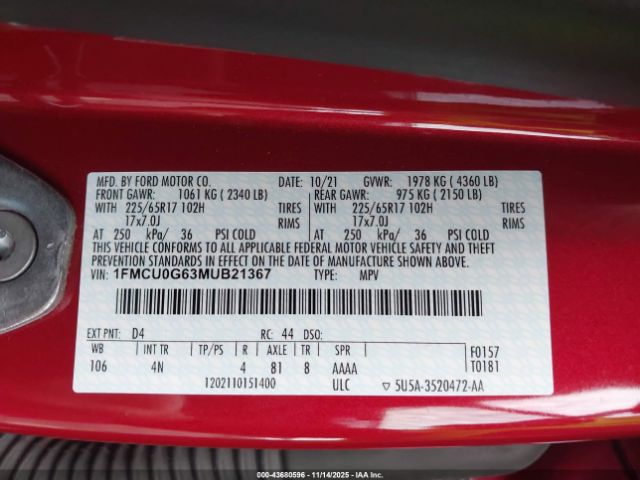 MFD. BY FORD MOTOR CO. DATE: 10/21 GVWR: 1978 KG ( 4360 LB)
FRONT GAWR: 1061 KG ( 2340 LB) REAR GAWR: 975 KG ( 2150 LB)
WITH 225/65R17 102H TIRES WITH 225/65R17 102H TIRES
17x7.0J RIMS 17x7.0J RIMS
AT 250 kPa/ 36 PSI COLD AT 250 kPa/ 36 PSI COLD
THIS VEHICLE CONFORMS TO ALL APPLICABLE FEDERAL MOTOR VEHICLE SAFETY AND THEFT
PREVENTION STANDARDS IN EFFECT ON THE DATE OF MANUFACTURE SHOWN ABOVE.
VIN: 1FMCU0G63MUB21367 TYPE: MPV
EXT PNT: D4 RC: 44 DSO:
WB INT TR TP/PS R AXLE TR SPR F0157
106 4N 4 81 8 AAAA T0181
1202110151400 ULC ▽ 5U5A-3520472-AA
000-43680596 - 11/14/2025 - IAAI.COM